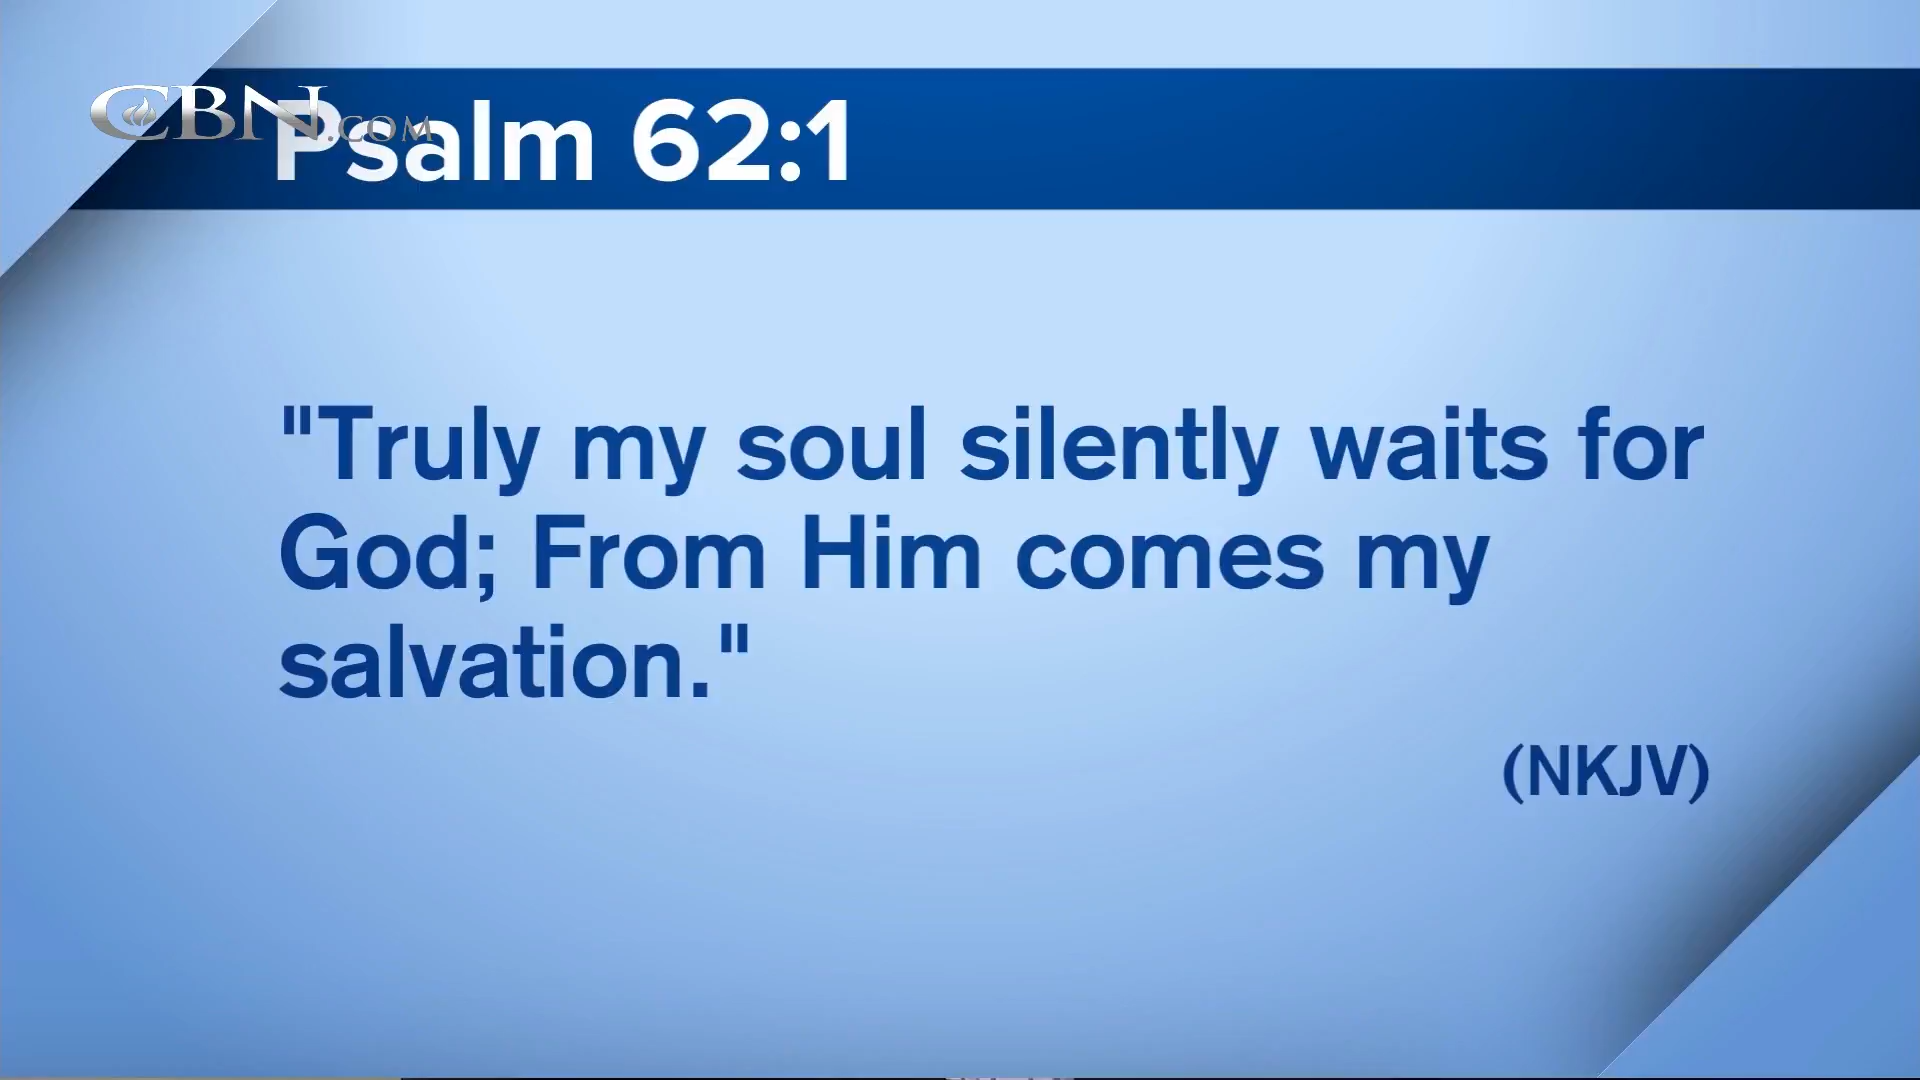 CBN.COM
Psalm 62:1
"Truly my soul silently waits for
God; From Him comes my
salvation."
(NKJV)